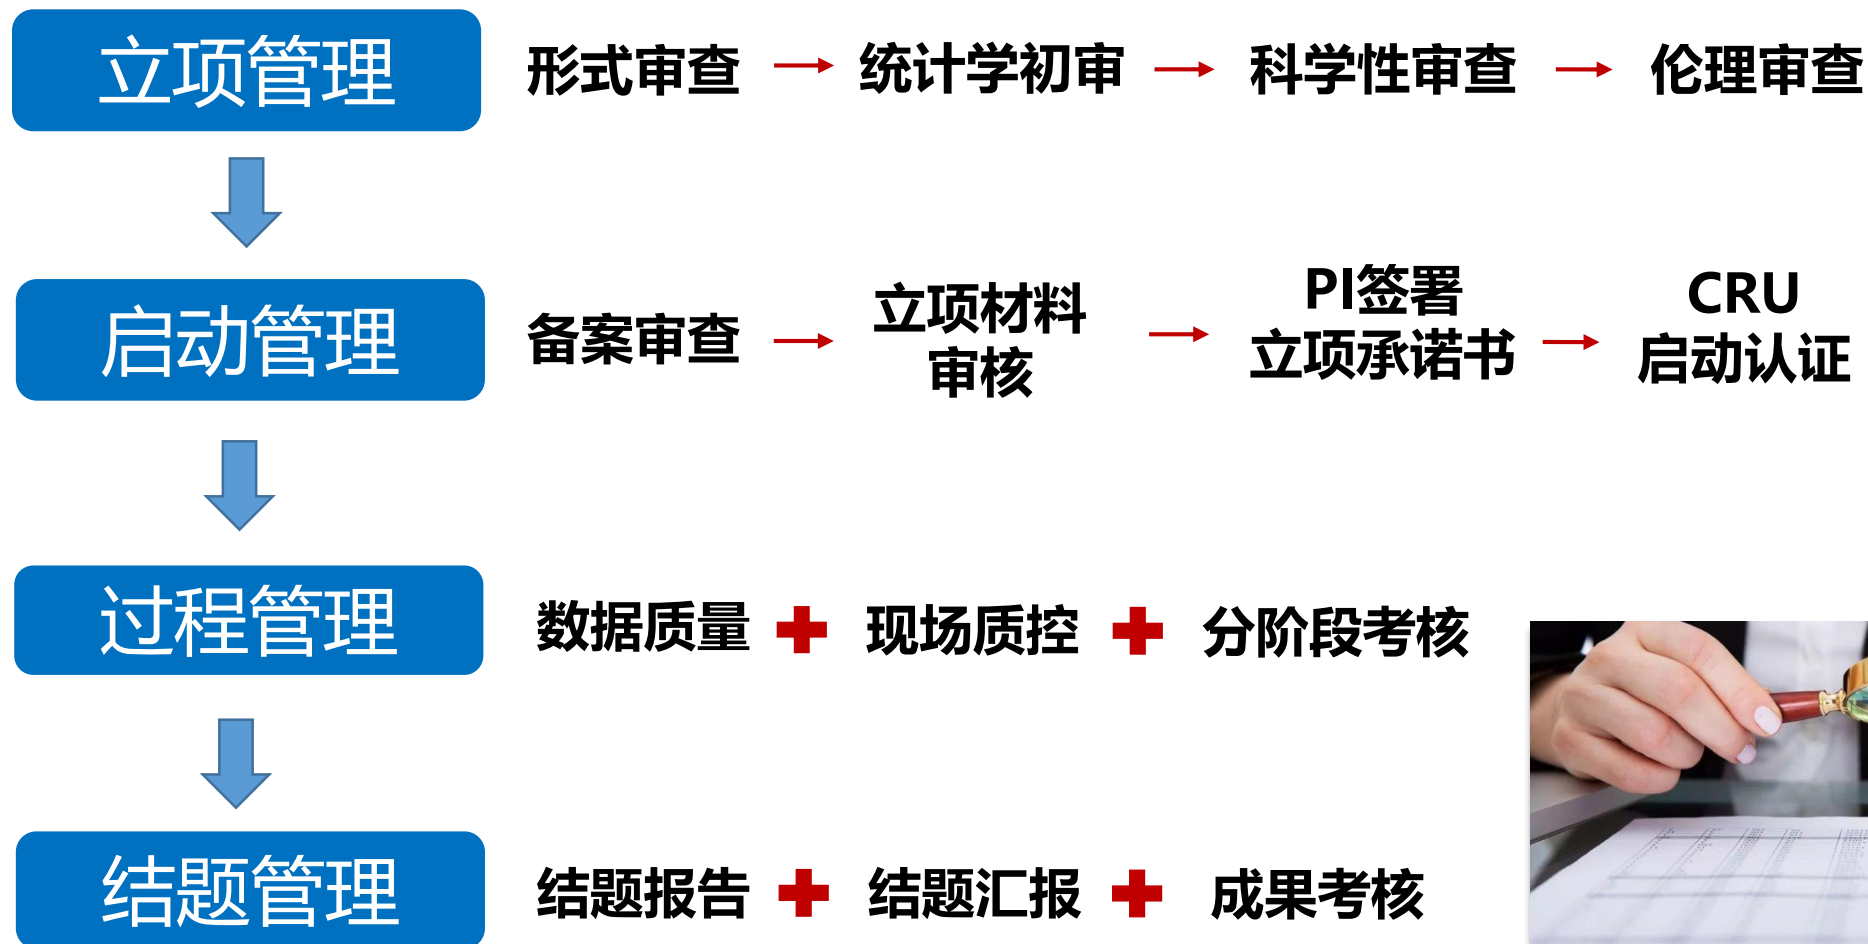 立项管理
形式审查
统计学初审
科学性审查
伦理审查
启动管理
备案审查
立项材料
审核
PI签署
立项承诺书
CRU
启动认证
过程管理
数据质量
现场质控
分阶段考核
结题管理
结题报告
结题汇报
成果考核